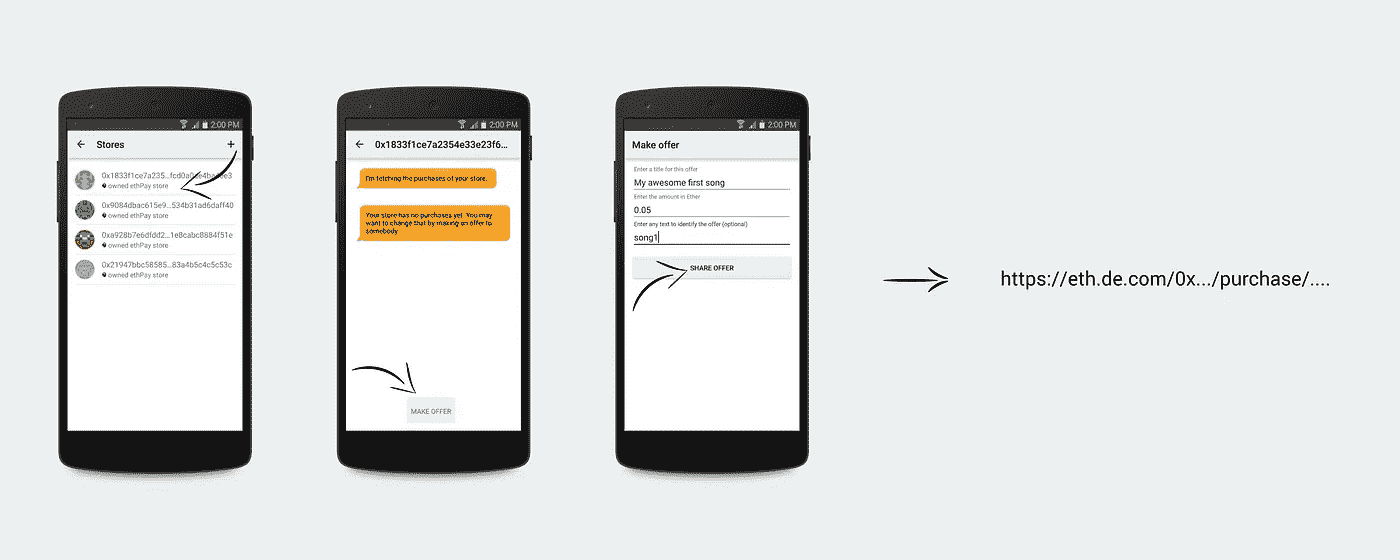 2:00 PM
Stores
+
0x1833f1ce7a235...fcd0a0 e4ba e3
owned ethPay store
0x9084dbac615e9...534b31ad6daff40
owned ethPay store
0xa928b7e6dfdd2...1e8cabc8884f51e
owned ethPay store
0x21947bbc58585...83a4b5c4c5c53c
owned ethPay store
2:00 PM
0x1833f1ce7a2354e33e23f6...
I'm fetching the purchases of your store.
Your store has no purchases yet. You may
want to change that by making an offer to
somebody
MAKE OFFER
2:00 PM
Make offer
Enter a title for this offer
My awesome first song
Enter the amount in Ether
0.05
Enter any text to identify the offer (optional)
song1
SHARE OFFER
https://eth.de.com/0x.../purchase/....